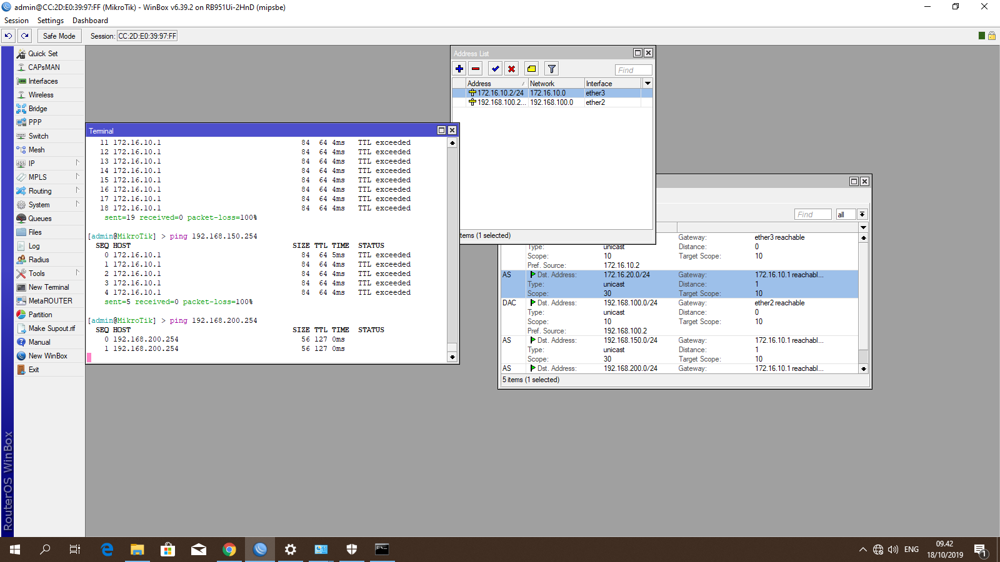 admin@CC:2D:E0:39:97:FF (MikroTik) - WinBox v6.39.2 on RB951Ui-2HnD (mipsbe)
Session Settings Dashboard
Safe Mode Session: CC:2D:E0:39:97:FF
Quick Set
CAPsMAN
Interfaces
Wireless
Bridge
PPP
Switch
Mesh
IP
MPLS
Routing
System
Queues
Files
Log
Radius
Tools
New Terminal
MetaROUTER
Partition
Make Supout.rif
Manual
New WinBox
Exit
RouterOS WinBox
Address List
Find
Address Network Interface
172.16.10.2/24 172.16.10.0 ether3
192.168.100.2... 192.168.100.0 ether2
tems (1 selected)
Terminal
11 172.16.10.1 84 64 4ms TTL exceeded
12 172.16.10.1 84 64 4ms TTL exceeded
13 172.16.10.1 84 64 4ms TTL exceeded
14 172.16.10.1 84 64 4ms TTL exceeded
15 172.16.10.1 84 64 4ms TTL exceeded
16 172.16.10.1 84 64 4ms TTL exceeded
17 172.16.10.1 84 64 4ms TTL exceeded
18 172.16.10.1 84 64 4ms TTL exceeded
sent=19 received=0 packet-loss=100%
[admin@MikroTik] > ping 192.168.150.254
SEQ HOST SIZE TTL TIME STATUS
0 172.16.10.1 84 64 5ms TTL exceeded
1 172.16.10.1 84 64 4ms TTL exceeded
2 172.16.10.1 84 64 4ms TTL exceeded
3 172.16.10.1 84 64 4ms TTL exceeded
4 172.16.10.1 84 64 4ms TTL exceeded
sent=5 received=0 packet-loss=100%
[admin@MikroTik] > ping 192.168.200.254
SEQ HOST SIZE TTL TIME STATUS
0 192.168.200.254 56 127 0ms
1 192.168.200.254 56 127 0ms
Find all
Gateway: ether3 reachable
Type: unicast Distance: 0
Scope: 10 Target Scope: 10
Pref. Source: 172.16.10.2
AS Dst. Address: 172.16.20.0/24 Gateway: 172.16.10.1 reachabl...
Type: unicast Distance: 1
Scope: 30 Target Scope: 10
DAC Dst. Address: 192.168.100.0/24 Gateway: ether2 reachable
Type: unicast Distance: 0
Scope: 10 Target Scope: 10
Pref. Source: 192.168.100.2
AS Dst. Address: 192.168.150.0/24 Gateway: 172.16.10.1 reachabl...
Type: unicast Distance: 1
Scope: 30 Target Scope: 10
AS Dst. Address: 192.168.200.0/24 Gateway: 172.16.10.1 reachabl...
5 items (1 selected)
ENG
09.42
18/10/2019
1